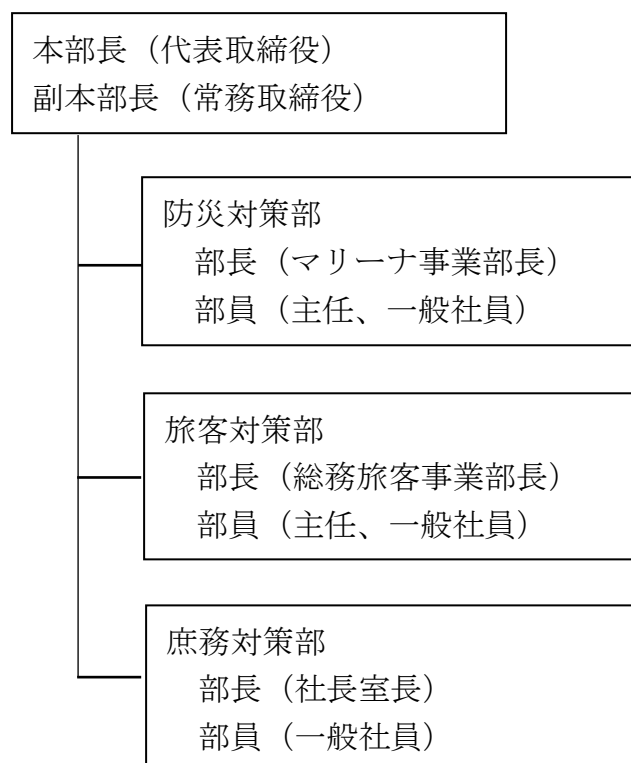 本部長（代表取締役）
副本部長（常務取締役）
防災対策部
部長（マリーナ事業部長）
部員（主任、一般社員）
旅客対策部
部長（総務旅客事業部長）
部員（主任、一般社員）
庶務対策部
部長（社長室長）
部員（一般社員）